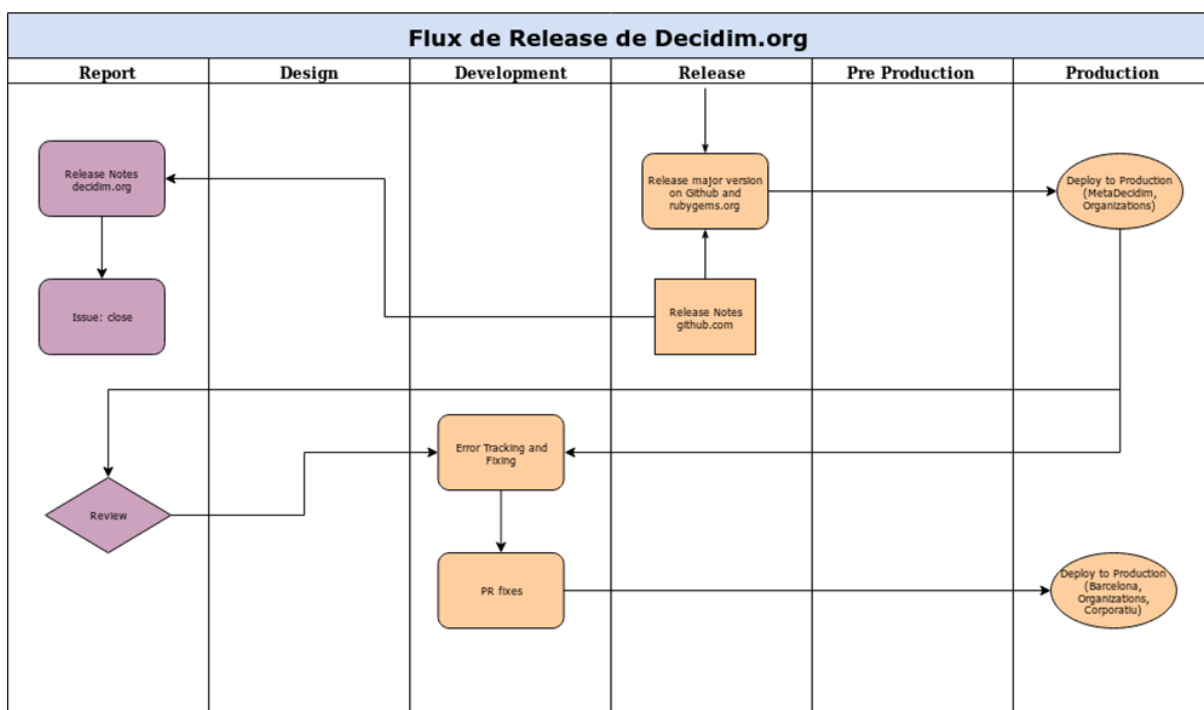 Flux de Release de Decidim.org
Report
Design
Development
Release
Pre Production
Production
Release Notes
decidim.org
Release major version
on Github and
rubygems.org
Deploy to Production
(MetaDecidim,
Organizations)
Issue: close
Release Notes
github.com
Error Tracking and
Fixing
Review
PR fixes
Deploy to Production
(Barcelona,
Organizations,
Corporatiu)